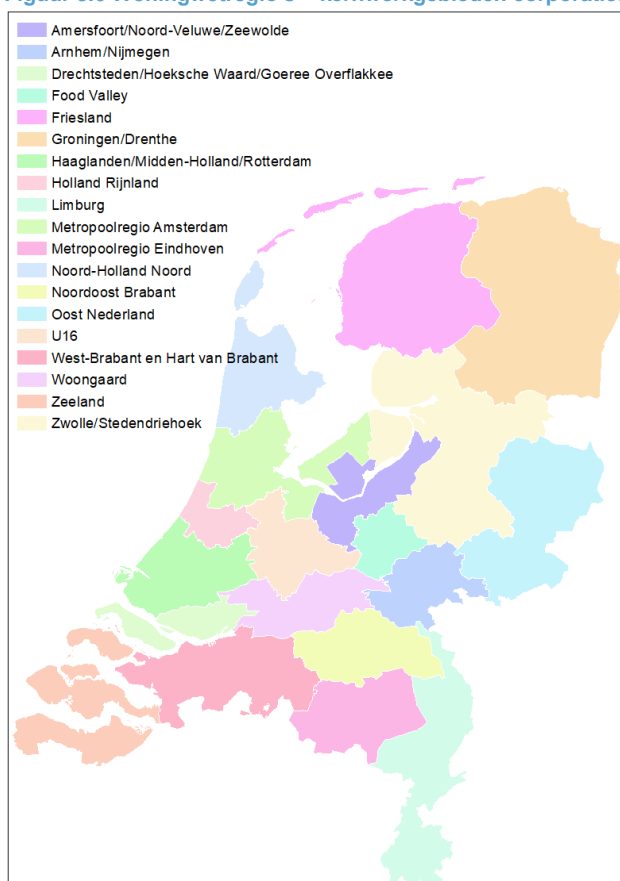 Amersfoort/Noord-Veluwe/Zeewolde
Arnhem/Nijmegen
Drechtsteden/Hoeksche Waard/Goeree Overflakkee
Food Valley
Friesland
Groningen/Drenthe
Haaglanden/Midden-Holland/Rotterdam
Holland Rijnland
Limburg
Metropoolregio Amsterdam
Metropoolregio Eindhoven
Noord-Holland Noord
Noordoost Brabant
Oost Nederland
U16
West-Brabant en Hart van Brabant
Woongaard
Zeeland
Zwolle/Stedendriehoek